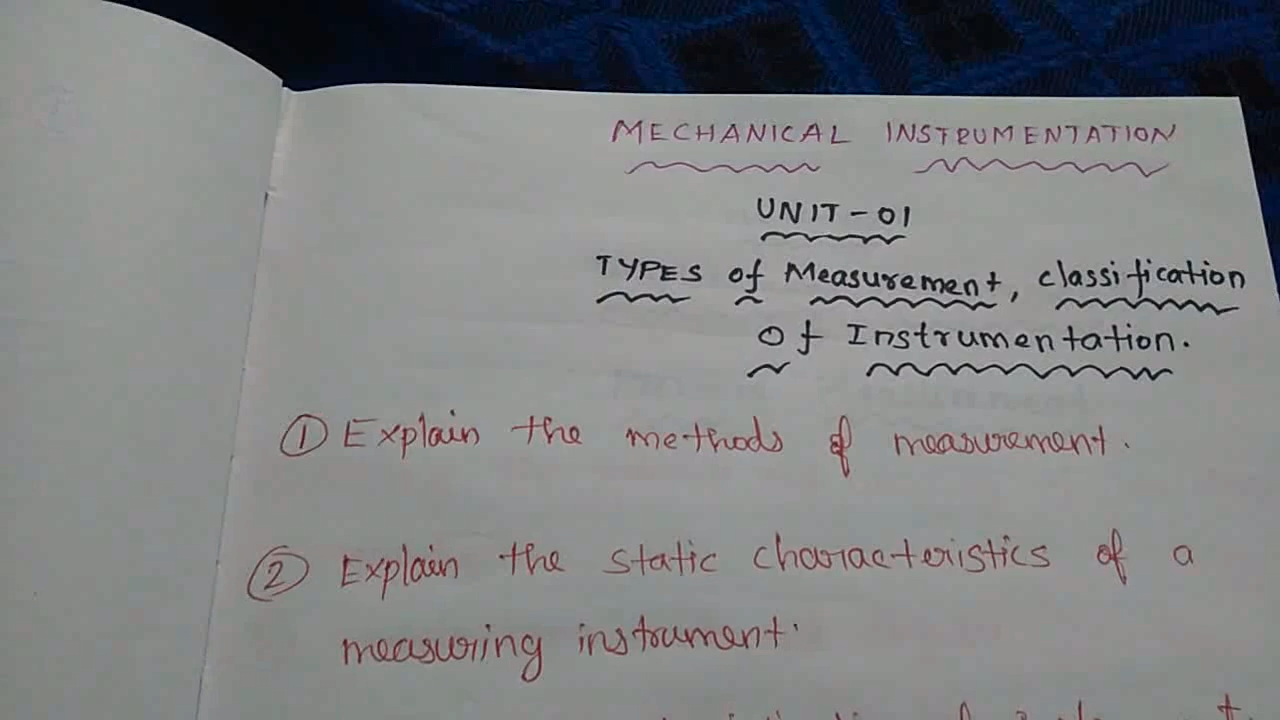 MECHANICAL INSTRUMENTATION
UNIT-01
TYPES of Measurement, classification
Of Instrumentation.
① Explain the methods of measurement.
② Explain the static characteristics of a
measuring instrument.